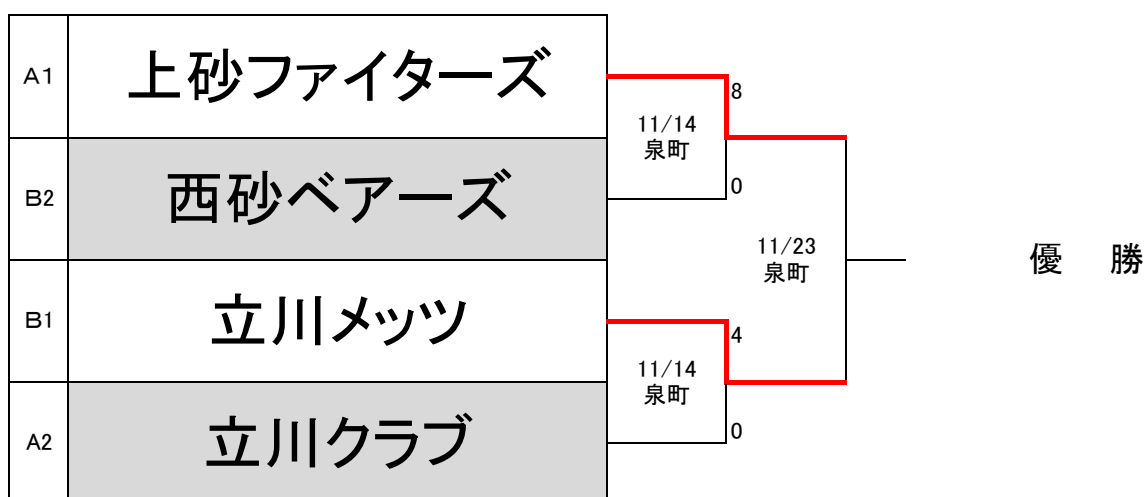 A1
上砂ファイターズ
8
11/14
泉町
B2
西砂ベアーズ
0
11/23
泉町
優　勝
B1
立川メッツ
4
11/14
泉町
A2
立川クラブ
0